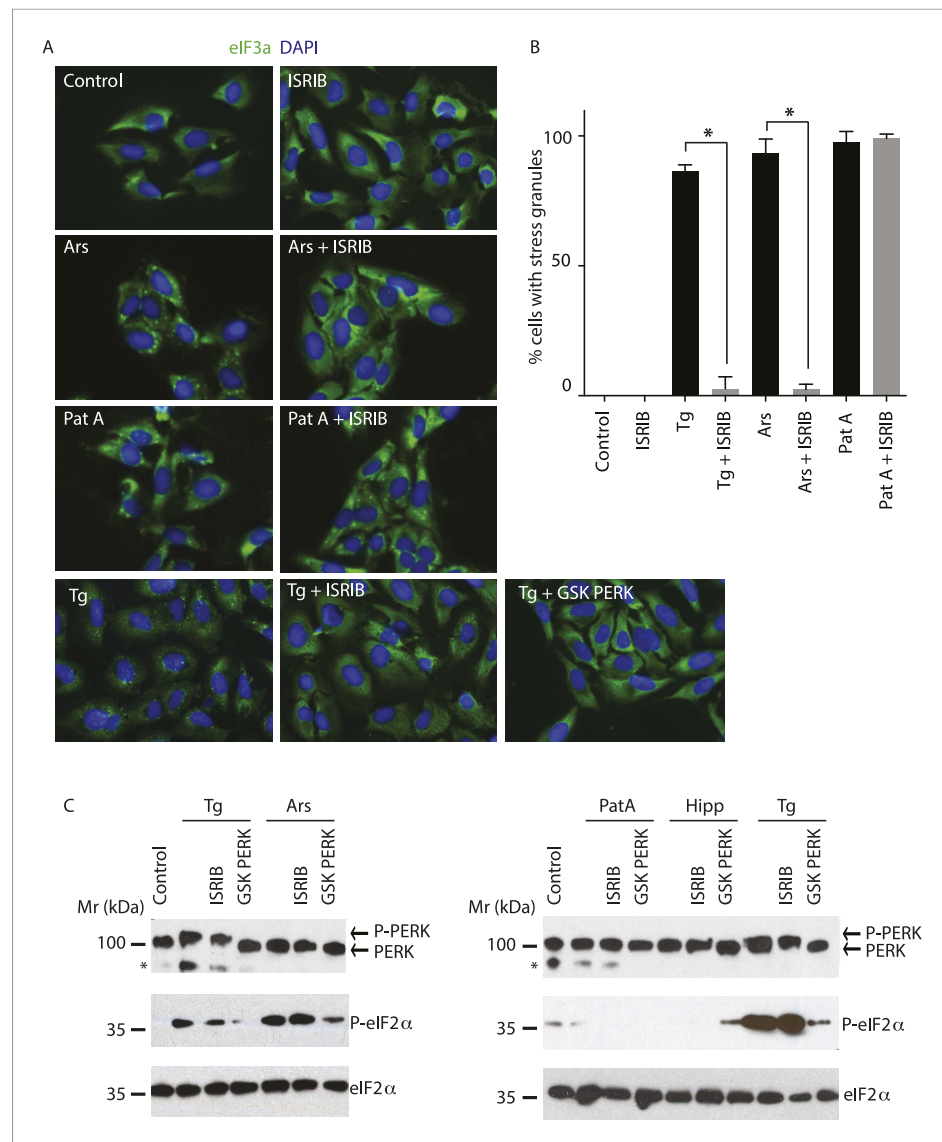 A
eIF3a DAPI
Control
ISRIB
Ars
Ars + ISRIB
Pat A
Pat A + ISRIB
Tg
Tg + ISRIB
Tg + GSK PERK
B
% cells with stress granules
100
50
0
*
*
Control
ISRIB
Tg
Tg + ISRIB
Ars
Ars + ISRIB
Pat A
Pat A + ISRIB
C
Tg Ars
Control
ISRIB
GSK PERK
ISRIB
GSK PERK
Mr (kDa)
100
P-PERK
PERK
*
35
P-eIF2α
35
eIF2α
PatA Hipp Tg
Control
ISRIB
GSK PERK
ISRIB
GSK PERK
ISRIB
GSK PERK
Mr (kDa)
100
P-PERK
PERK
*
35
P-eIF2α
35
eIF2α